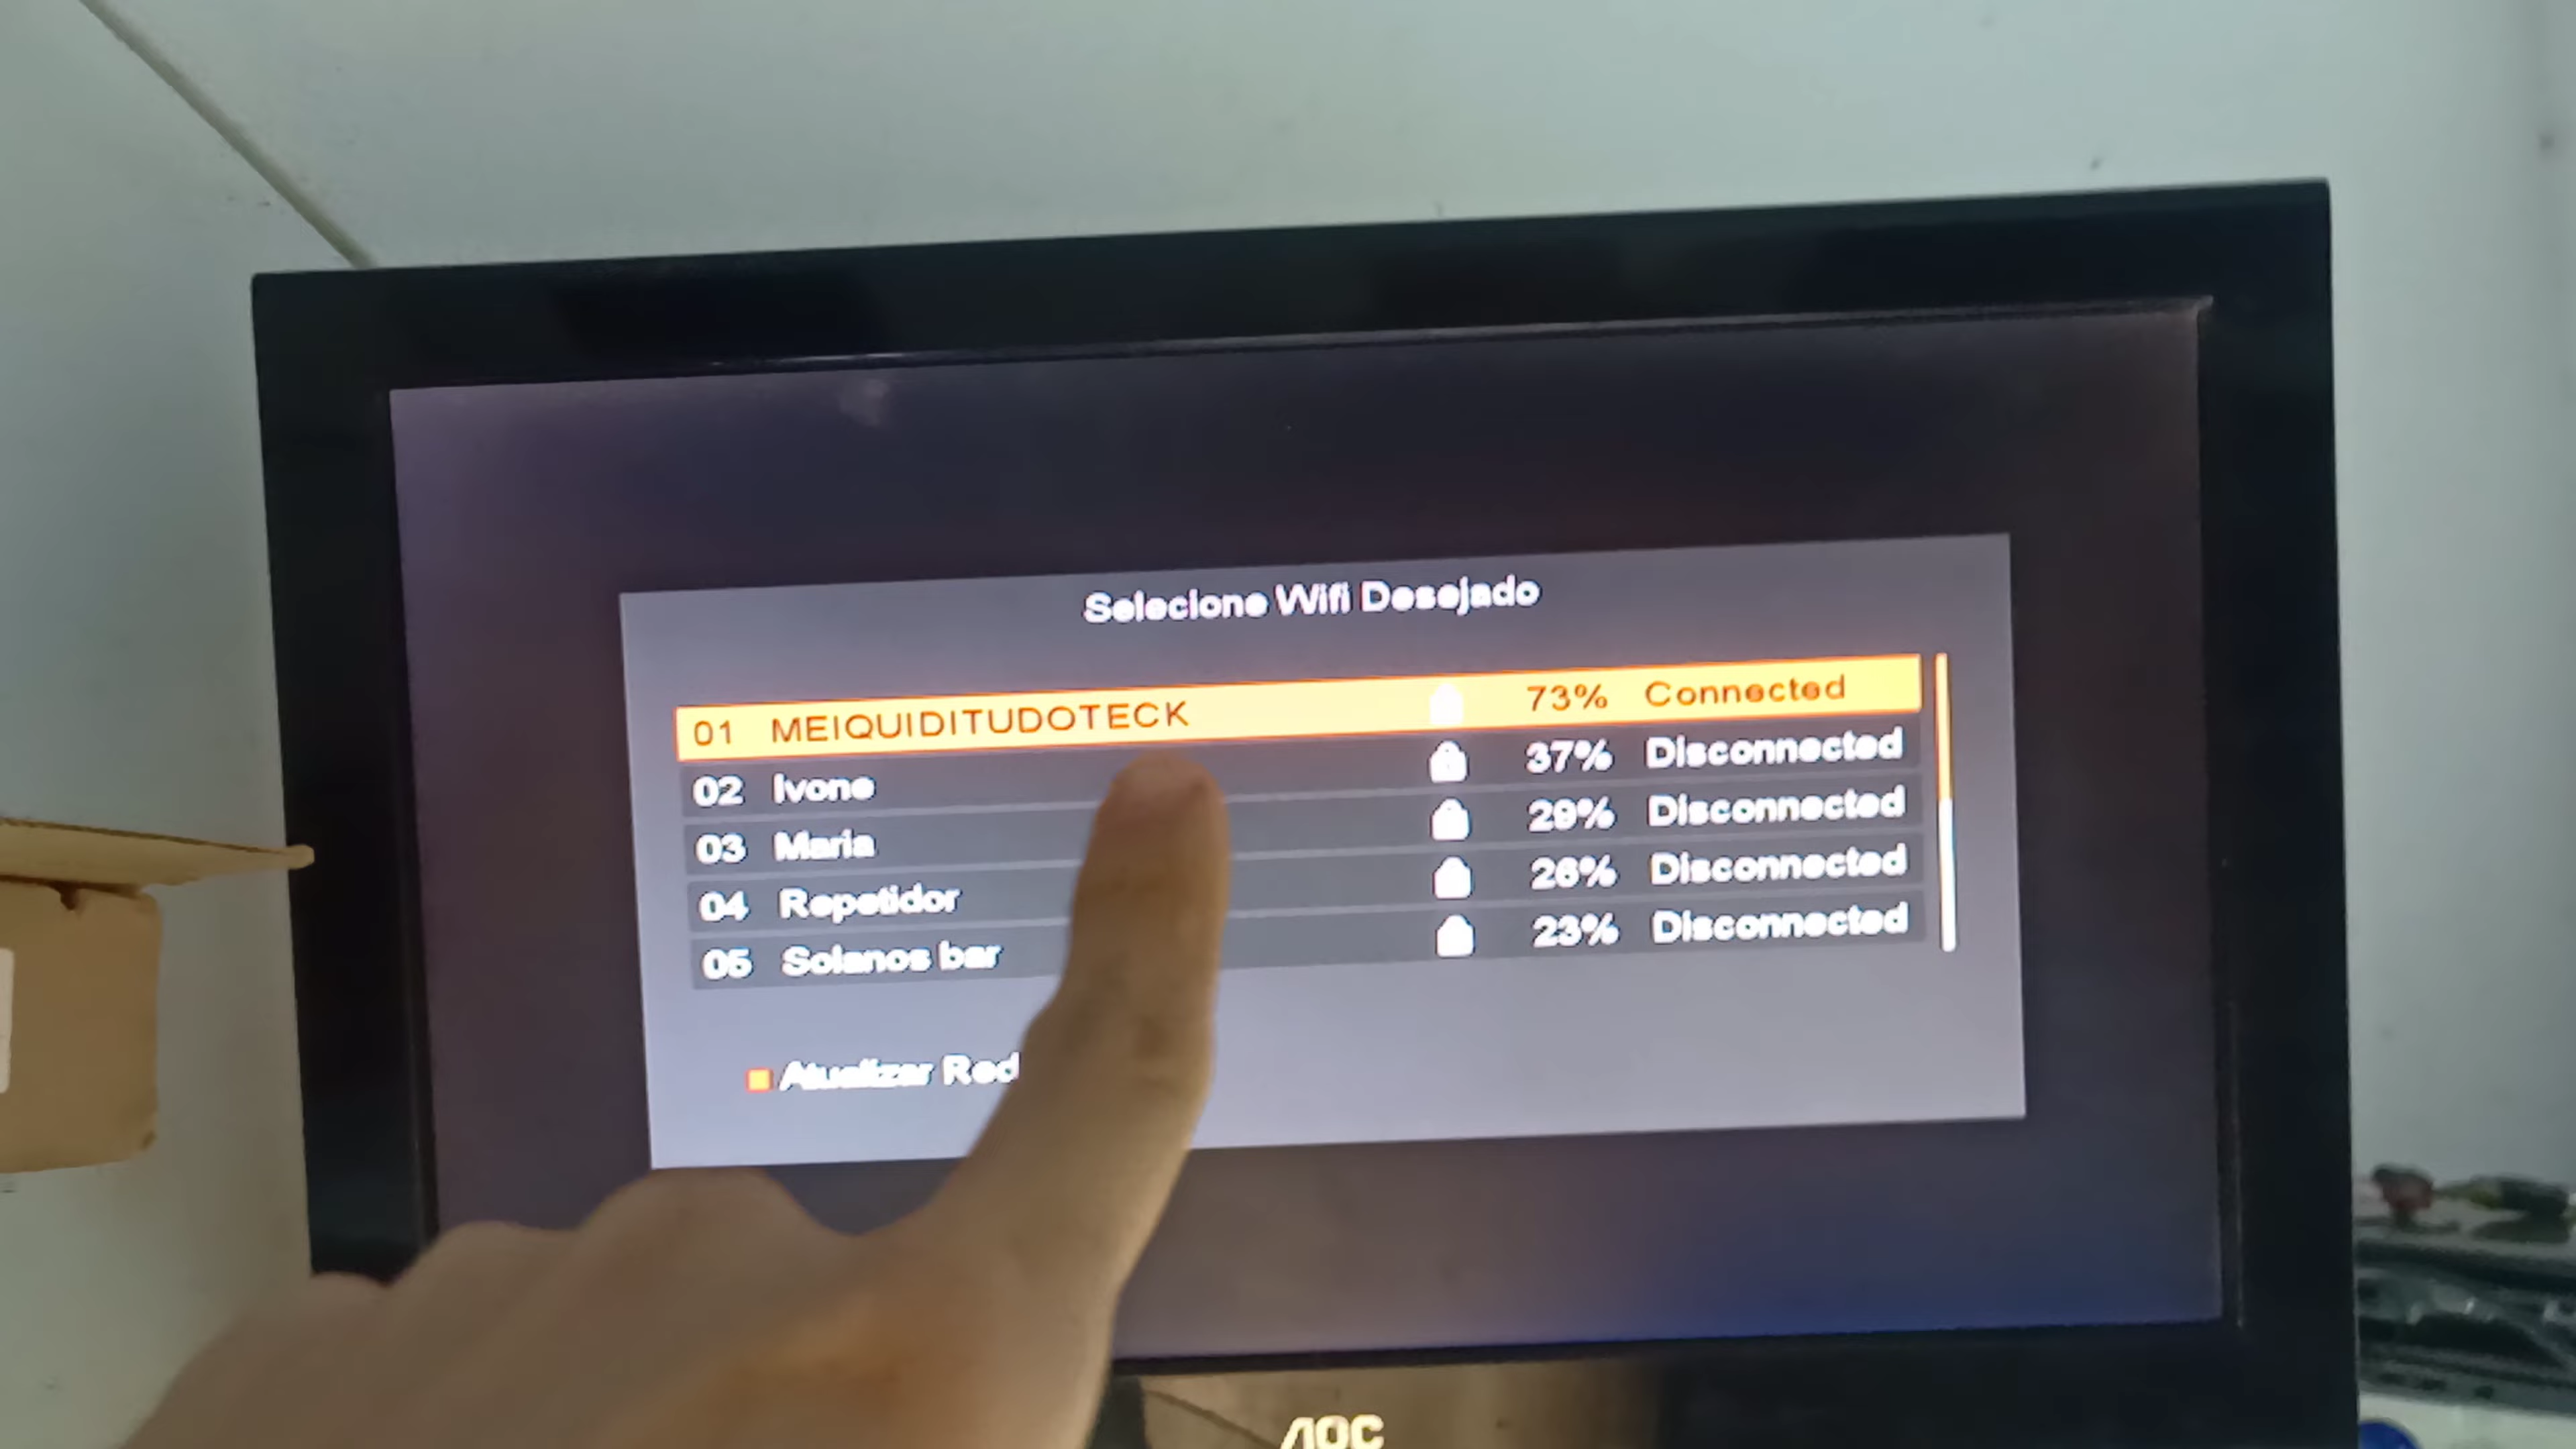 Selecione Wifi Desejado
01 MEIQUIDITUDOTECK 73% Connected
02 Ivone 37% Disconnected
03 Maria 29% Disconnected
04 Repetidor 26% Disconnected
05 Solanos bar 23% Disconnected
Atualizar Red
AOC